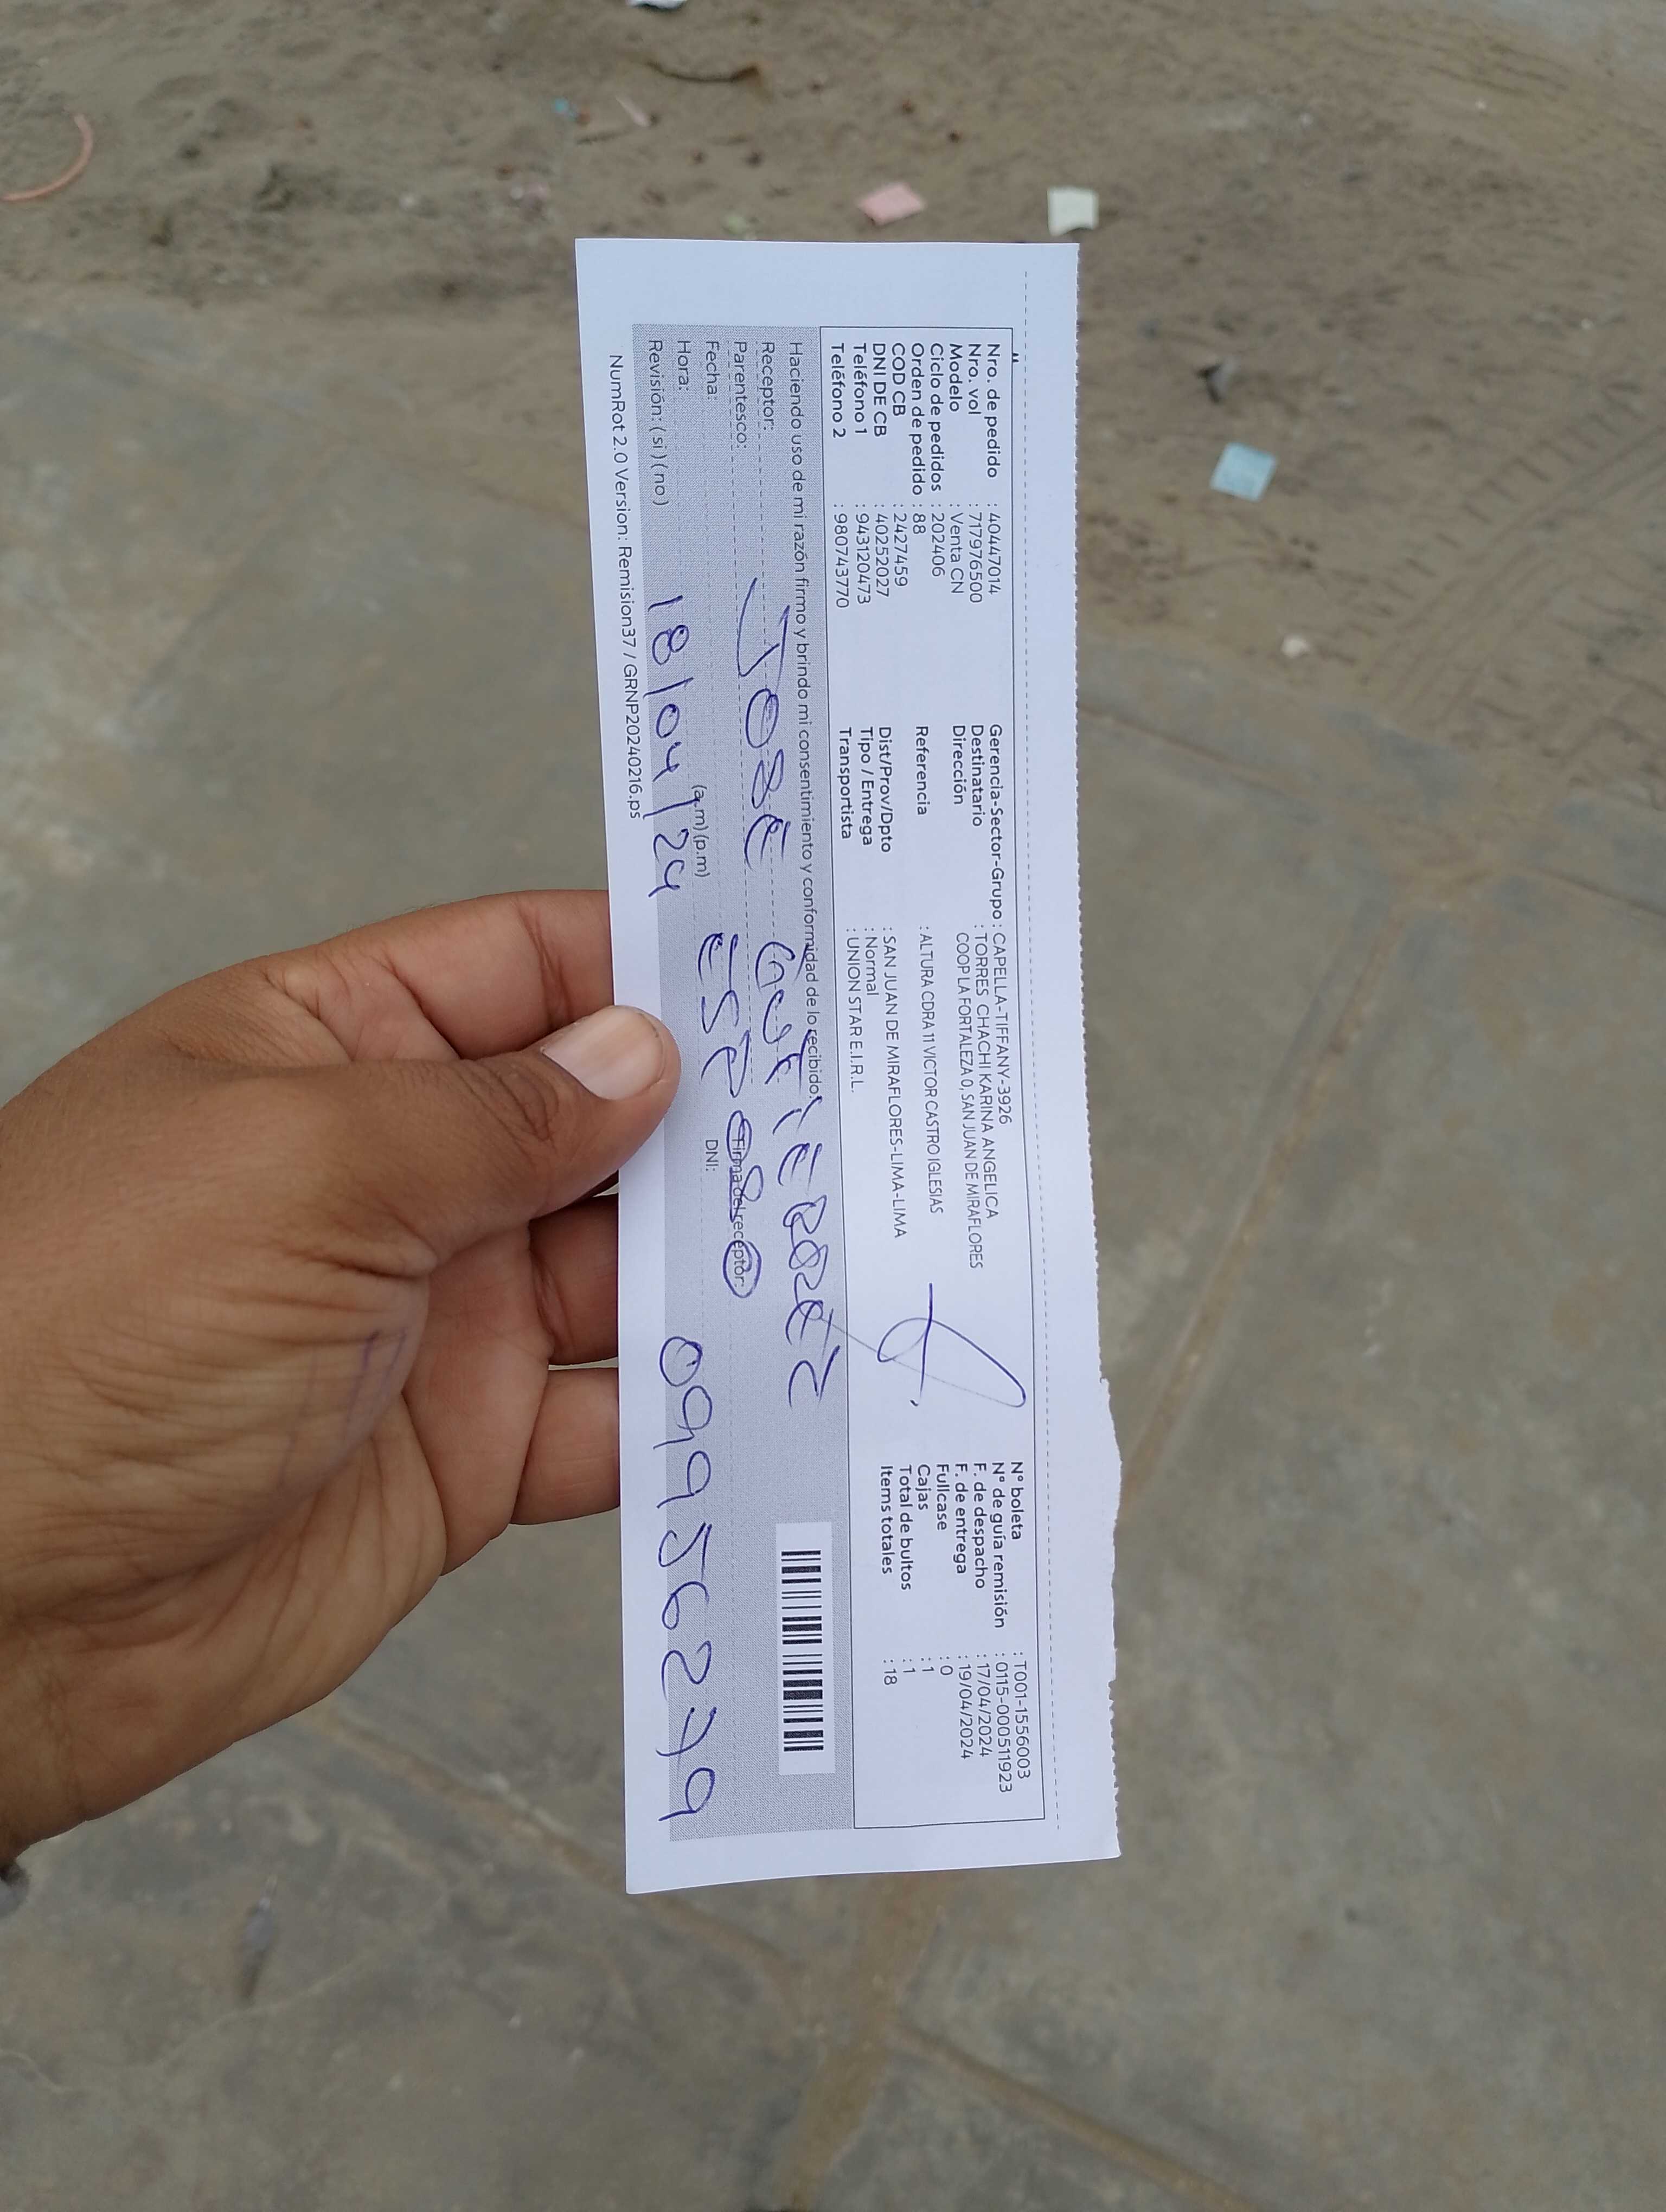 Nro. de pedido : 40447014
Nro. vol : 717976500
Modelo : Venta CN
Ciclo de pedidos : 202406
Orden de pedido : 88
COD CB : 2427459
DNI DE CB : 40252027
Teléfono 1 : 943120473
Teléfono 2 : 980743770
Gerencia-Sector-Grupo : CAPELLA-TIFFANY-3926
Destinatario : TORRES CHACHI KARINA ANGELICA
Dirección COOP LA FORTALEZA 0, SAN JUAN DE MIRAFLORES
Referencia : ALTURA CDRA 11 VICTOR CASTRO IGLESIAS
Dist/Prov/Dpto : SAN JUAN DE MIRAFLORES-LIMA-LIMA
Tipo / Entrega : Normal
Transportista : UNION STAR E.I.R.L.
N° boleta : T001-1556003
N° de guía remisión : 0115-000511923
F. de despacho : 17/04/2024
F. de entrega : 19/04/2024
Fullcase : 0
Cajas : 1
Total de bultos : 1
Items totales : 18
Haciendo uso de mi razón firmo y brindo mi consentimiento y conformidad de lo recibido.
Receptor: JOSE GUTIERREZ
Parentesco: ESPOSO
Firma del receptor:
Fecha:
DNI: 09956279
Hora: (a.m) (p.m)
Revisión: ( si ) ( no ) 18/04/24
NumRot 2.0 Version: Remision37 / GRNP20240216.ps